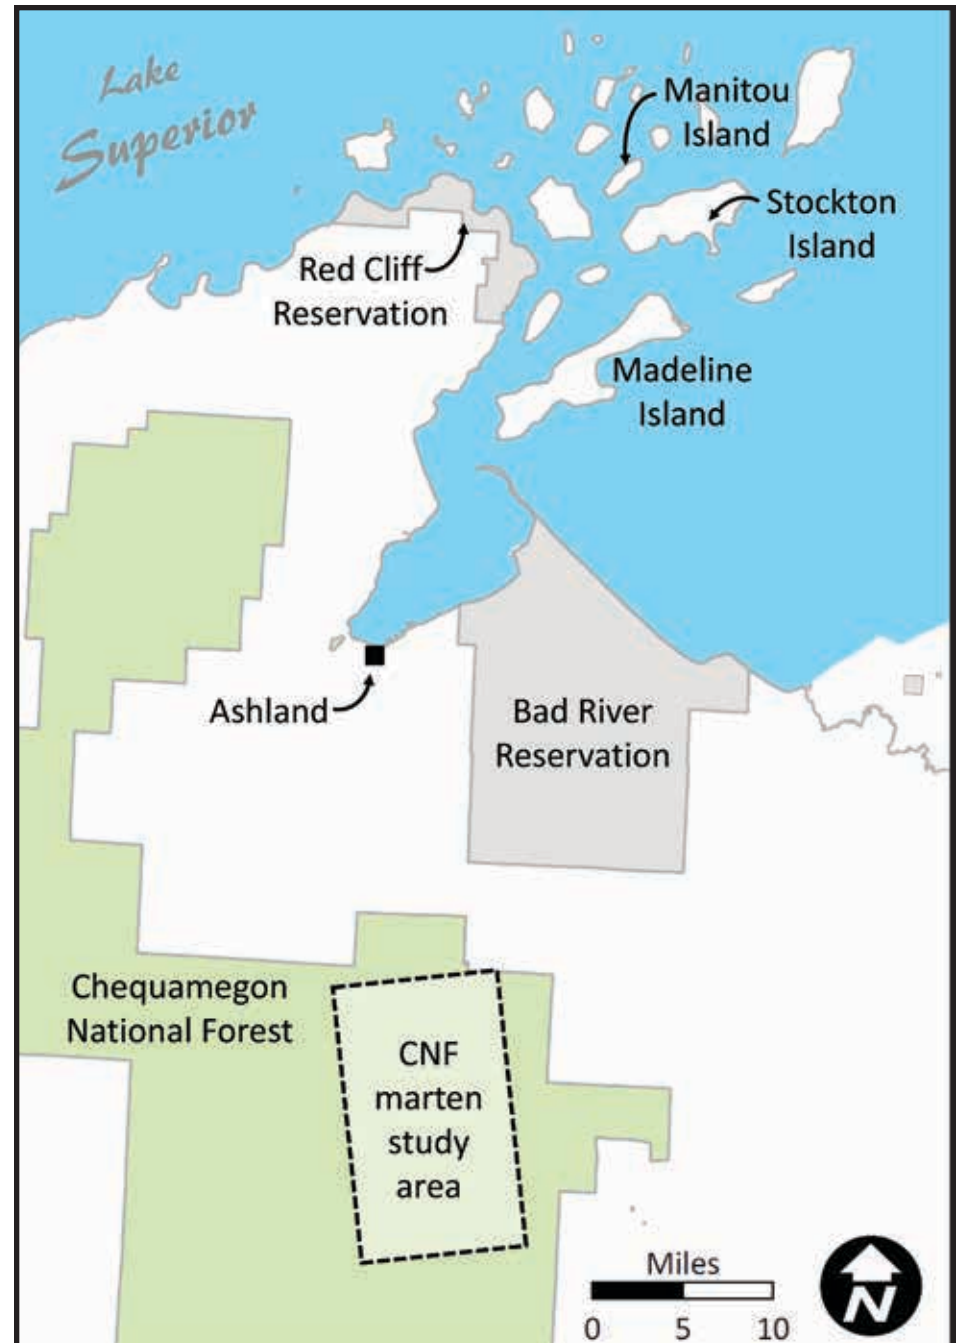 Lake
Superior
Manitou
Island
Stockton
Island
Red Cliff
Reservation
Madeline
Island
Ashland
Bad River
Reservation
Chequamegon
National Forest
CNF
marten
study
area
Miles
0 5 10
N